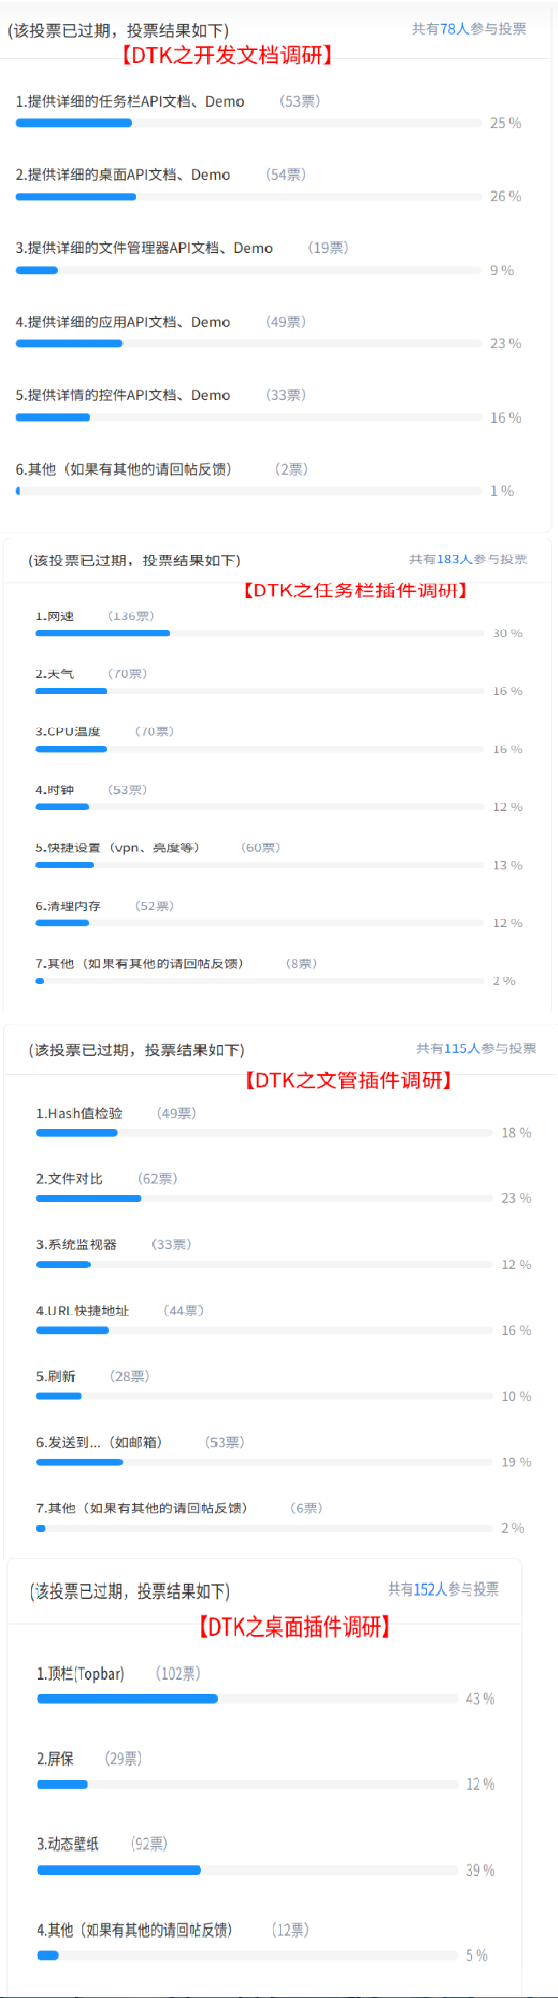 (该投票已过期，投票结果如下)
共有78人参与投票
【DTK之开发文档调研】
1.提供详细的任务栏API文档、Demo （53票）
25 %
2.提供详细的桌面API文档、Demo （54票）
26 %
3.提供详细的文件管理器API文档、Demo （19票）
9 %
4.提供详细的应用API文档、Demo （49票）
23 %
5.提供详情的控件API文档、Demo （33票）
16 %
6.其他（如果有其他的请回帖反馈） （2票）
1 %
(该投票已过期，投票结果如下)
共有183人参与投票
【DTK之任务栏插件调研】
1.网速 （136票）
30 %
2.天气 （70票）
16 %
3.CPU温度 （70票）
16 %
4.时钟 （53票）
12 %
5.快捷设置（vpn、亮度等） （60票）
13 %
6.清理内存 （52票）
12 %
7.其他（如果有其他的请回帖反馈） （8票）
2 %
(该投票已过期，投票结果如下)
共有115人参与投票
【DTK之文管插件调研】
1.Hash值检验 （49票）
18 %
2.文件对比 （62票）
23 %
3.系统监视器 （33票）
12 %
4.URL快捷地址 （44票）
16 %
5.刷新 （28票）
10 %
6.发送到...（如邮箱） （53票）
19 %
7.其他（如果有其他的请回帖反馈） （6票）
2 %
(该投票已过期，投票结果如下)
共有152人参与投票
【DTK之桌面插件调研】
1.顶栏(Topbar) （102票）
43 %
2.屏保 （29票）
12 %
3.动态壁纸 （92票）
39 %
4.其他（如果有其他的请回帖反馈） （12票）
5 %